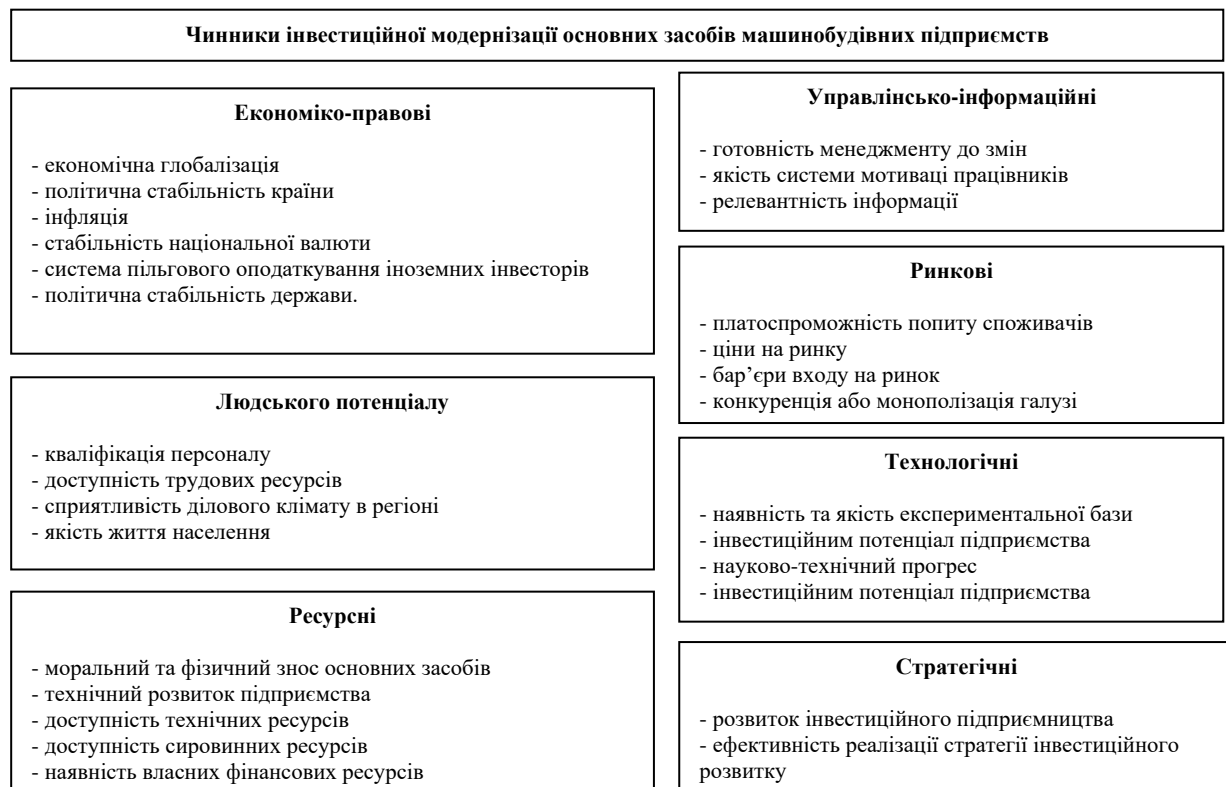 Чинники інвестиційної модернізації основних засобів машинобудівних підприємств
Економіко-правові
- економічна глобалізація
- політична стабільність країни
- інфляція
- стабільність національної валюти
- система пільгового оподаткування іноземних інвесторів
- політична стабільність держави.
Людського потенціалу
- кваліфікація персоналу
- доступність трудових ресурсів
- сприятливість ділового клімату в регіоні
- якість життя населення
Ресурсні
- моральний та фізичний знос основних засобів
- технічний розвиток підприємства
- доступність технічних ресурсів
- доступність сировинних ресурсів
- наявність власних фінансових ресурсів
Управлінсько-інформаційні
- готовність менеджменту до змін
- якість системи мотиваці працівників
- релевантність інформації
Ринкові
- платоспроможність попиту споживачів
- ціни на ринку
- бар’єри входу на ринок
- конкуренція або монополізація галузі
Технологічні
- наявність та якість експериментальної бази
- інвестиційним потенціал підприємства
- науково-технічний прогрес
- інвестиційним потенціал підприємства
Стратегічні
- розвиток інвестиційного підприємництва
- ефективність реалізації стратегії інвестиційного
розвитку